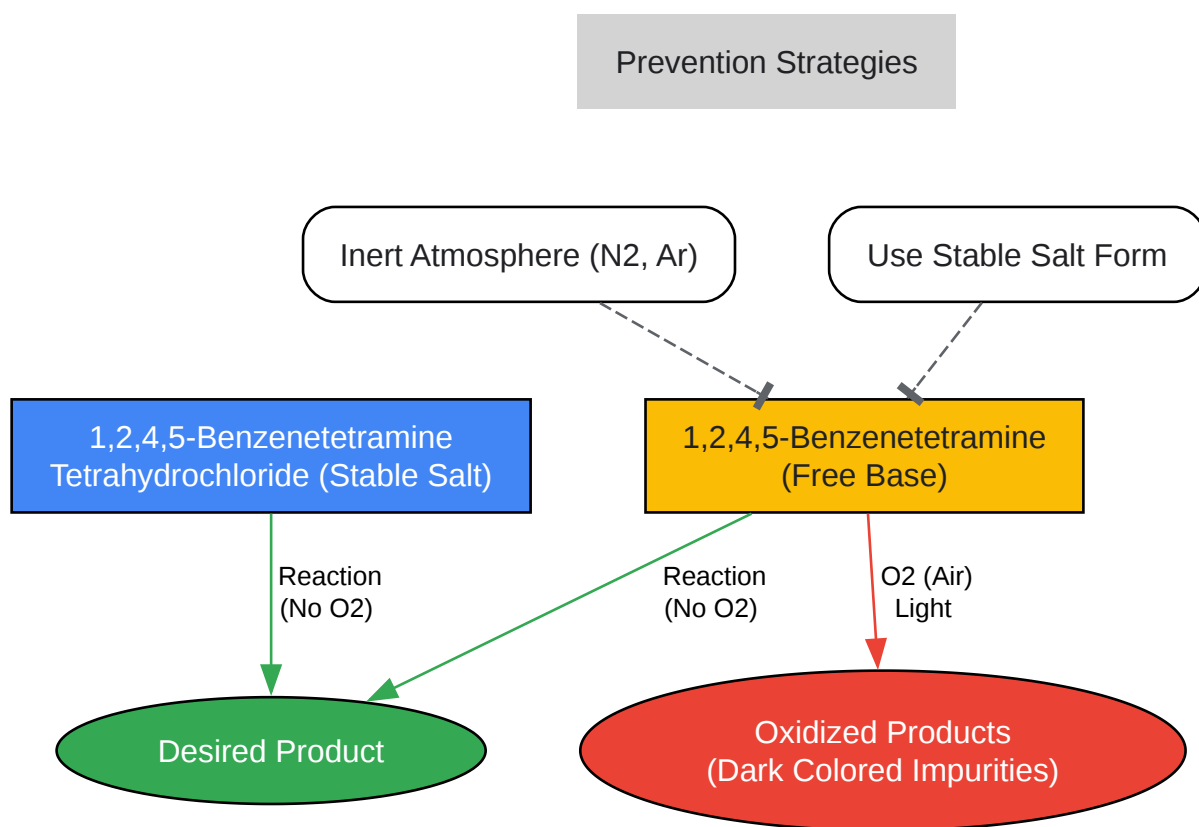 Prevention Strategies
Inert Atmosphere (N2, Ar)
Use Stable Salt Form
1,2,4,5-Benzenetetramine
Tetrahydrochloride (Stable Salt)
1,2,4,5-Benzenetetramine
(Free Base)
Reaction
(No O2)
Reaction
(No O2)
O2 (Air)
Light
Desired Product
Oxidized Products
(Dark Colored Impurities)